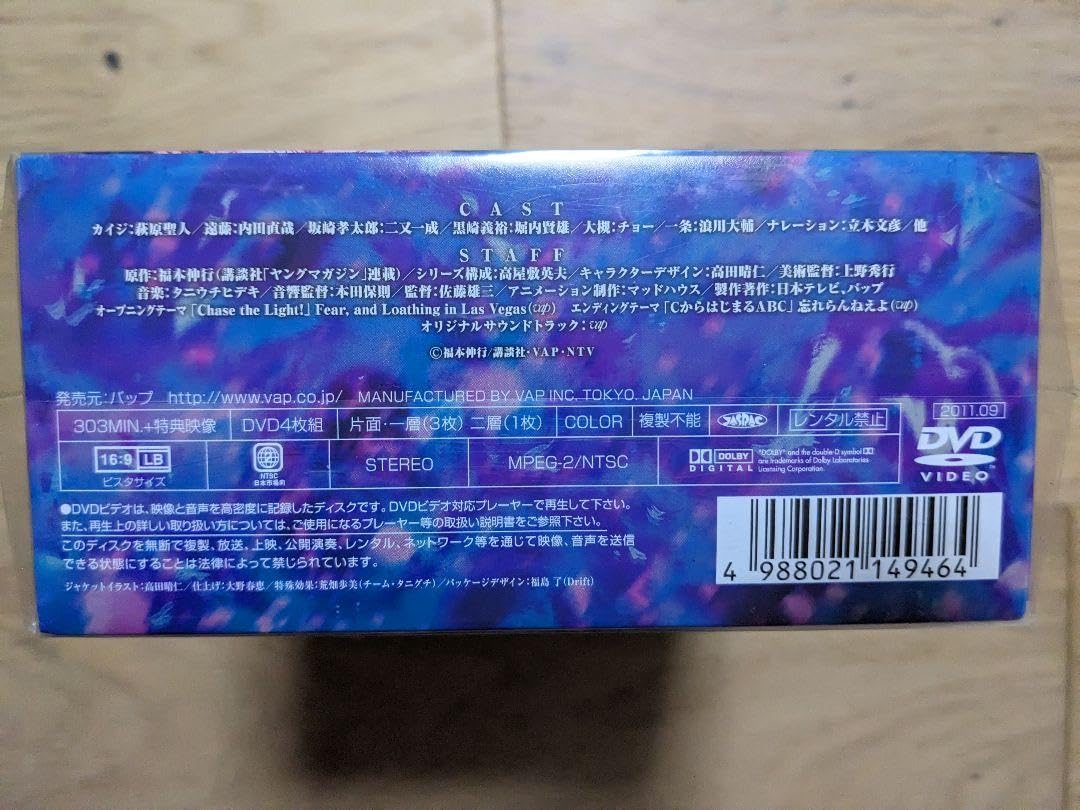 CAST
カイジ:萩原聖人／遠藤:内田直哉／坂崎孝太郎:二又一成／黒崎義裕:堀内賢雄／大槻:チョー／一条:浪川大輔／ナレーション:立木文彦／他
STAFF
原作:福本伸行(講談社「ヤングマガジン」連載)／シリーズ構成:高屋敷英夫／キャラクターデザイン:高田晴仁／美術監督:上野秀行
音楽:タニウチヒデキ／音響監督:本田保則／監督:佐藤雄三／アニメーション制作:マッドハウス／製作著作:日本テレビ、バップ
オープニングテーマ「Chase the Light!」Fear, and Loathing in Las Vegas(vap)　エンディングテーマ「CからはじまるABC」忘れらんねえよ(vap)
オリジナルサウンドトラック:vap
©福本伸行/講談社・VAP・NTV
発売元:バップ　http://www.vap.co.jp/　MANUFACTURED BY VAP INC. TOKYO. JAPAN
303MIN.+特典映像　DVD4枚組　片面・一層(3枚) 二層(1枚)　COLOR　複製不能　JASRAC　レンタル禁止
2011.09
16:9 LB
ビスタサイズ
2
NTSC
日本市場向
STEREO　MPEG-2/NTSC
DOLBY
DIGITAL
"DOLBY" and the double-D symbol
are trademarks of Dolby Laboratories
Licensing Corporation.
DVD
VIDEO™
●DVDビデオは、映像と音声を高密度に記録したディスクです。DVDビデオ対応プレーヤーで再生して下さい。
また、再生上の詳しい取り扱い方については、ご使用になるプレーヤー等の取扱い説明書をご参照下さい。
このディスクを無断で複製、放送、上映、公開演奏、レンタル、ネットワーク等を通じて映像、音声を送信
できる状態にすることは法律によって禁じられています。
ジャケットイラスト:高田晴仁／仕上げ:大野春恵／特殊効果:荒畑歩美(チーム・タニグチ)／パッケージデザイン:福島 了(Drift)
4 988021 149464